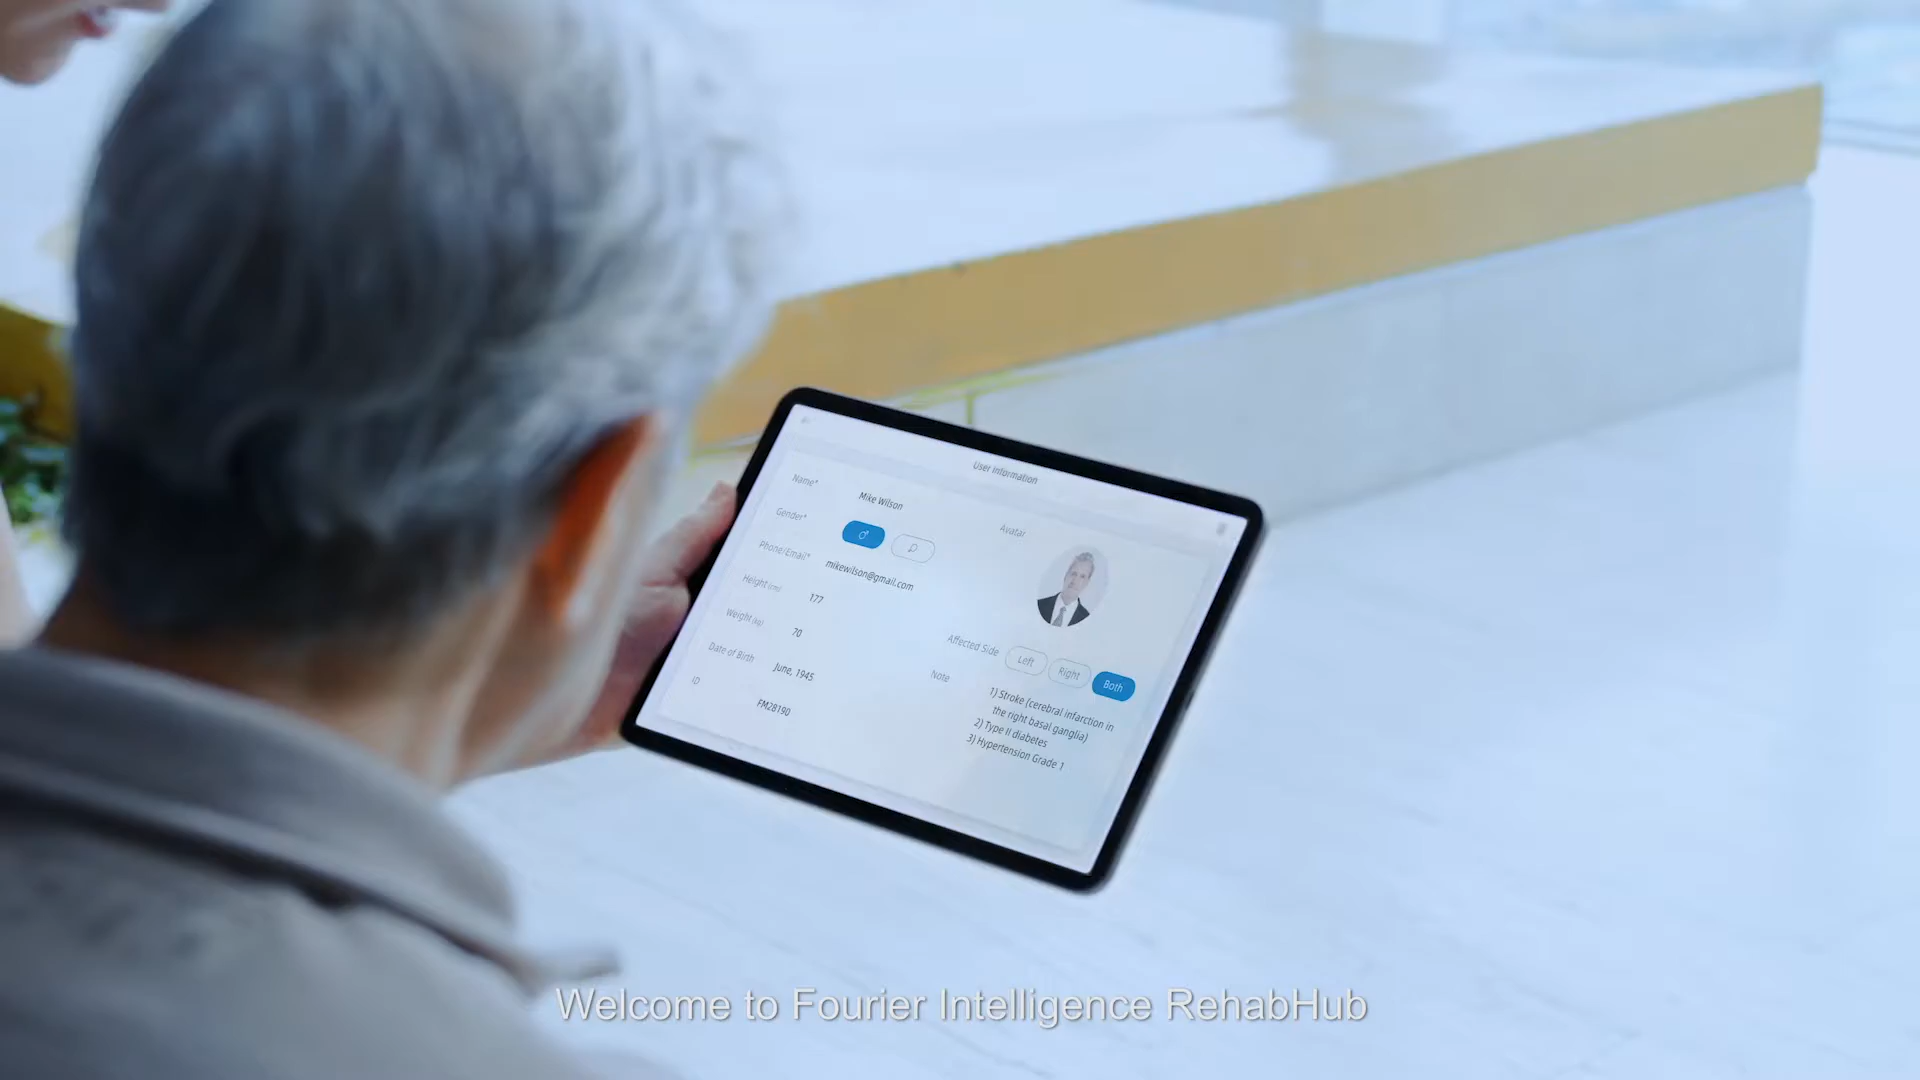 User Information
Name* Mike Wilson
Gender*
Phone/Email* mikewilson@gmail.com
Height (cm) 177
Weight (kg) 70
Date of Birth June, 1945
ID FM28190
Avatar
Affected Side Left Right Both
Note 1) Stroke (cerebral infarction in
the right basal ganglia)
2) Type II diabetes
3) Hypertension Grade 1
Welcome to Fourier Intelligence RehabHub